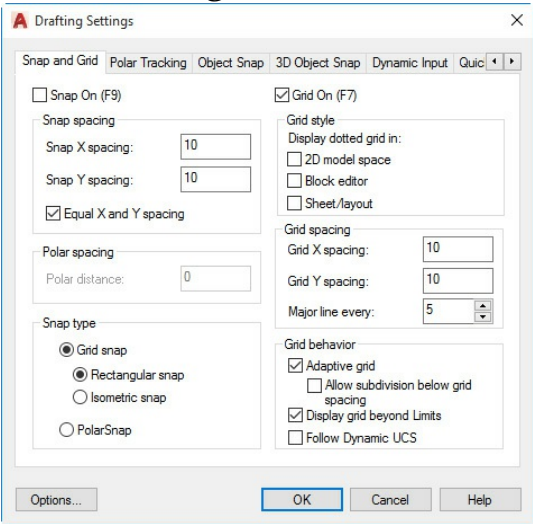 Drafting Settings
Snap and Grid Polar Tracking Object Snap 3D Object Snap Dynamic Input Quic
Snap On (F9)
Snap spacing
Snap X spacing: 10
Snap Y spacing: 10
Equal X and Y spacing
Polar spacing
Polar distance: 0
Snap type
Grid snap
Rectangular snap
Isometric snap
PolarSnap
Grid On (F7)
Grid style
Display dotted grid in:
2D model space
Block editor
Sheet/layout
Grid spacing
Grid X spacing: 10
Grid Y spacing: 10
Major line every: 5
Grid behavior
Adaptive grid
Allow subdivision below grid
spacing
Display grid beyond Limits
Follow Dynamic UCS
Options... OK Cancel Help